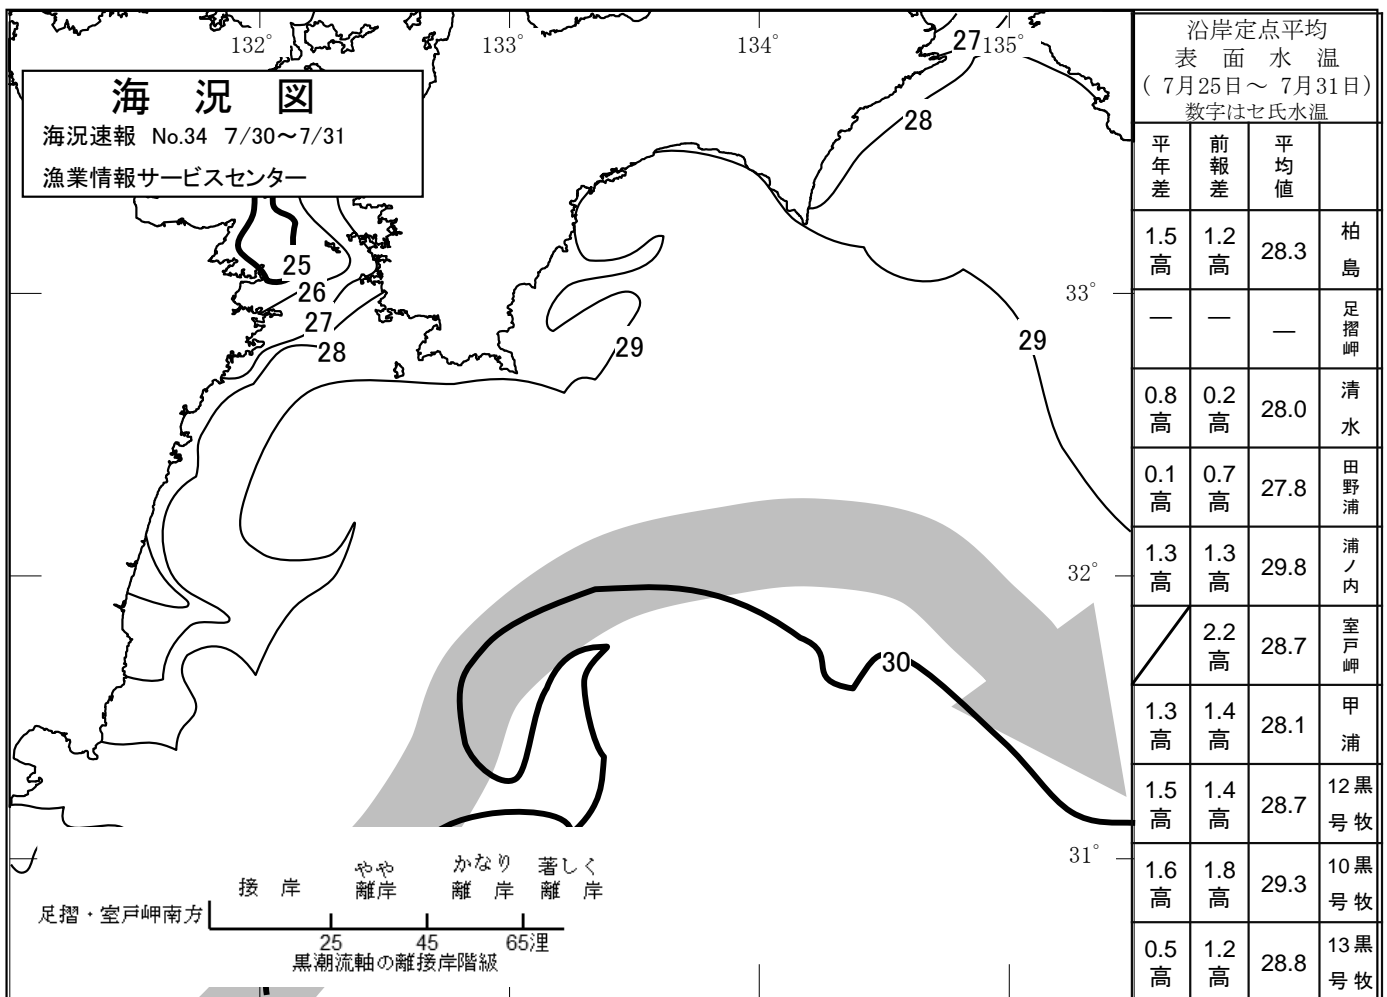 海 況 図
海況速報 No.34 7/30～7/31
漁業情報サービスセンター
132°
133°
134°
135°
33°
32°
31°
27
28
25
26
27
28
29
29
30
接 岸
やや離岸
かなり離 岸
著しく離 岸
足摺・室戸岬南方
25 45 65浬
黒潮流軸の離接岸階級
沿岸定点平均
表 面 水 温
( 7月25日～ 7月31日)
数字はセ氏水温
平年差 前報差 平均値
1.5高 1.2高 28.3 柏島
— — — 足摺岬
0.8高 0.2高 28.0 清水
0.1高 0.7高 27.8 田野浦
1.3高 1.3高 29.8 浦ノ内
2.2高 28.7 室戸岬
1.3高 1.4高 28.1 甲浦
1.5高 1.4高 28.7 黒牧12号
1.6高 1.8高 29.3 黒牧10号
0.5高 1.2高 28.8 黒牧13号